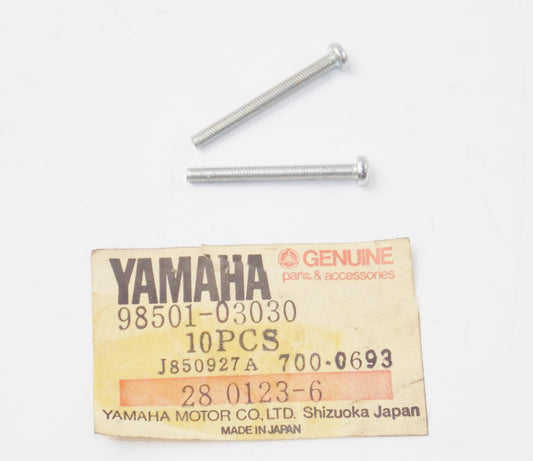 YAMAHA GENUINE
parts & accessories
98501-03030
10PCS
J850927A 700-0693
28 0123-6
YAMAHA MOTOR CO., LTD. Shizuoka Japan
MADE IN JAPAN